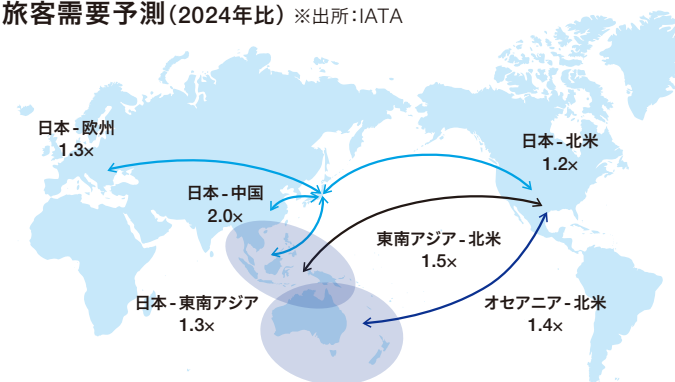 旅客需要予測(2024年比) ※出所:IATA
日本-欧州
1.3×
日本-北米
1.2×
日本-中国
2.0×
東南アジア-北米
1.5×
日本-東南アジア
1.3×
オセアニア-北米
1.4×